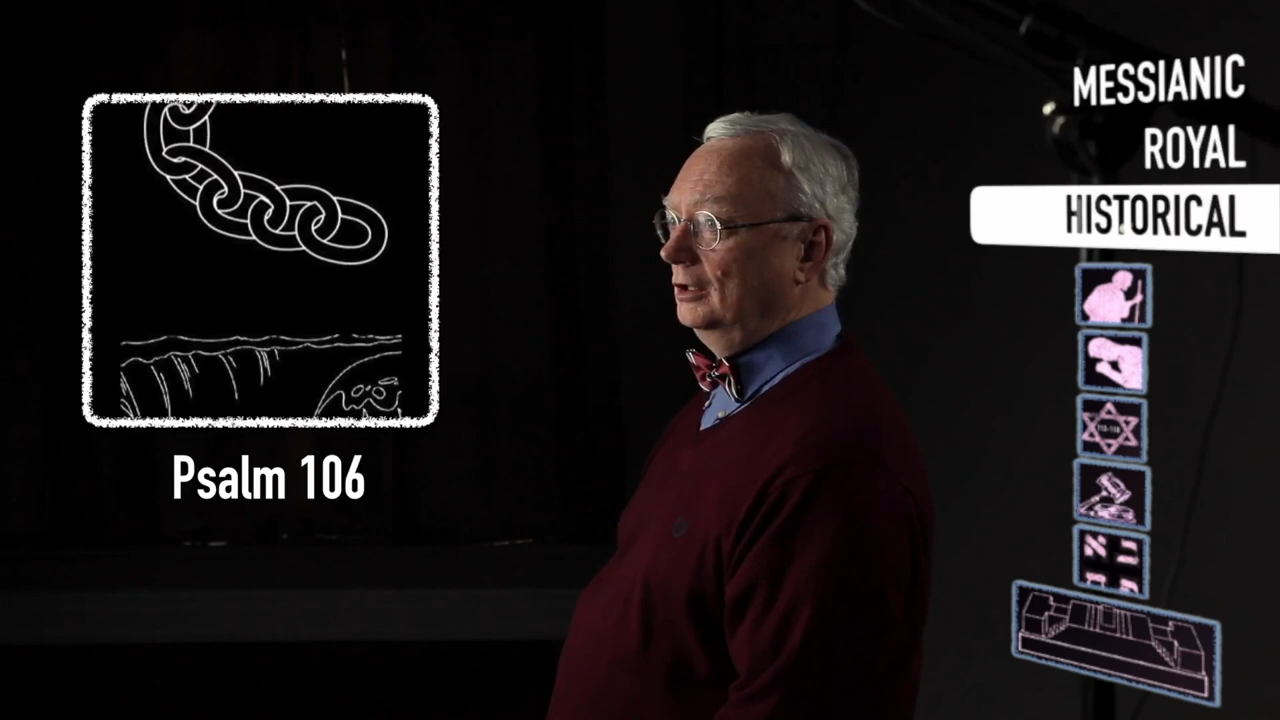 Psalm 106
MESSIANIC
ROYAL
HISTORICAL
א ב